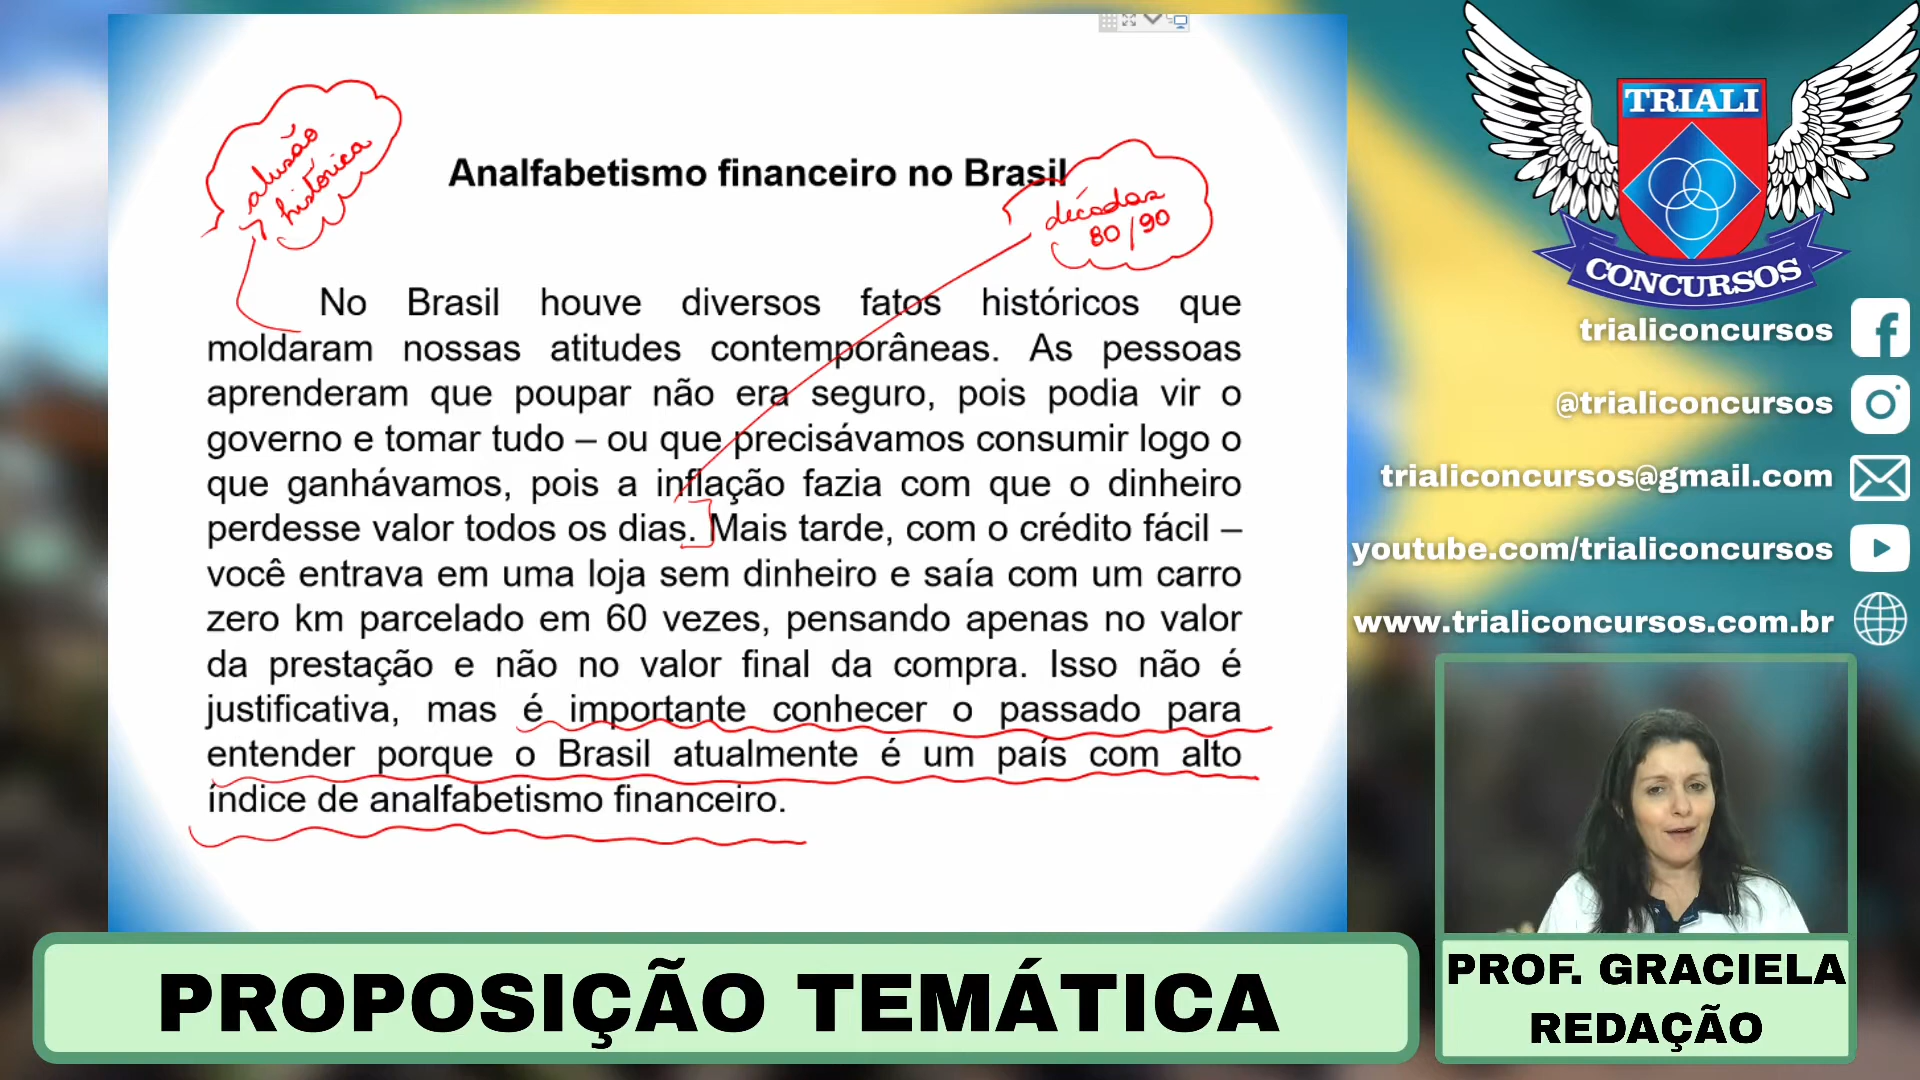 alusão
histórica
Analfabetismo financeiro no Brasil
décadas
80/90
No Brasil houve diversos fatos históricos que
moldaram nossas atitudes contemporâneas. As pessoas
aprenderam que poupar não era seguro, pois podia vir o
governo e tomar tudo – ou que precisávamos consumir logo o
que ganhávamos, pois a inflação fazia com que o dinheiro
perdesse valor todos os dias. Mais tarde, com o crédito fácil –
você entrava em uma loja sem dinheiro e saía com um carro
zero km parcelado em 60 vezes, pensando apenas no valor
da prestação e não no valor final da compra. Isso não é
justificativa, mas é importante conhecer o passado para
entender porque o Brasil atualmente é um país com alto
índice de analfabetismo financeiro.
TRIALI
CONCURSOS
trialiconcursos
@trialiconcursos
trialiconcursos@gmail.com
youtube.com/trialiconcursos
www.trialiconcursos.com.br
PROPOSIÇÃO TEMÁTICA
PROF. GRACIELA
REDAÇÃO